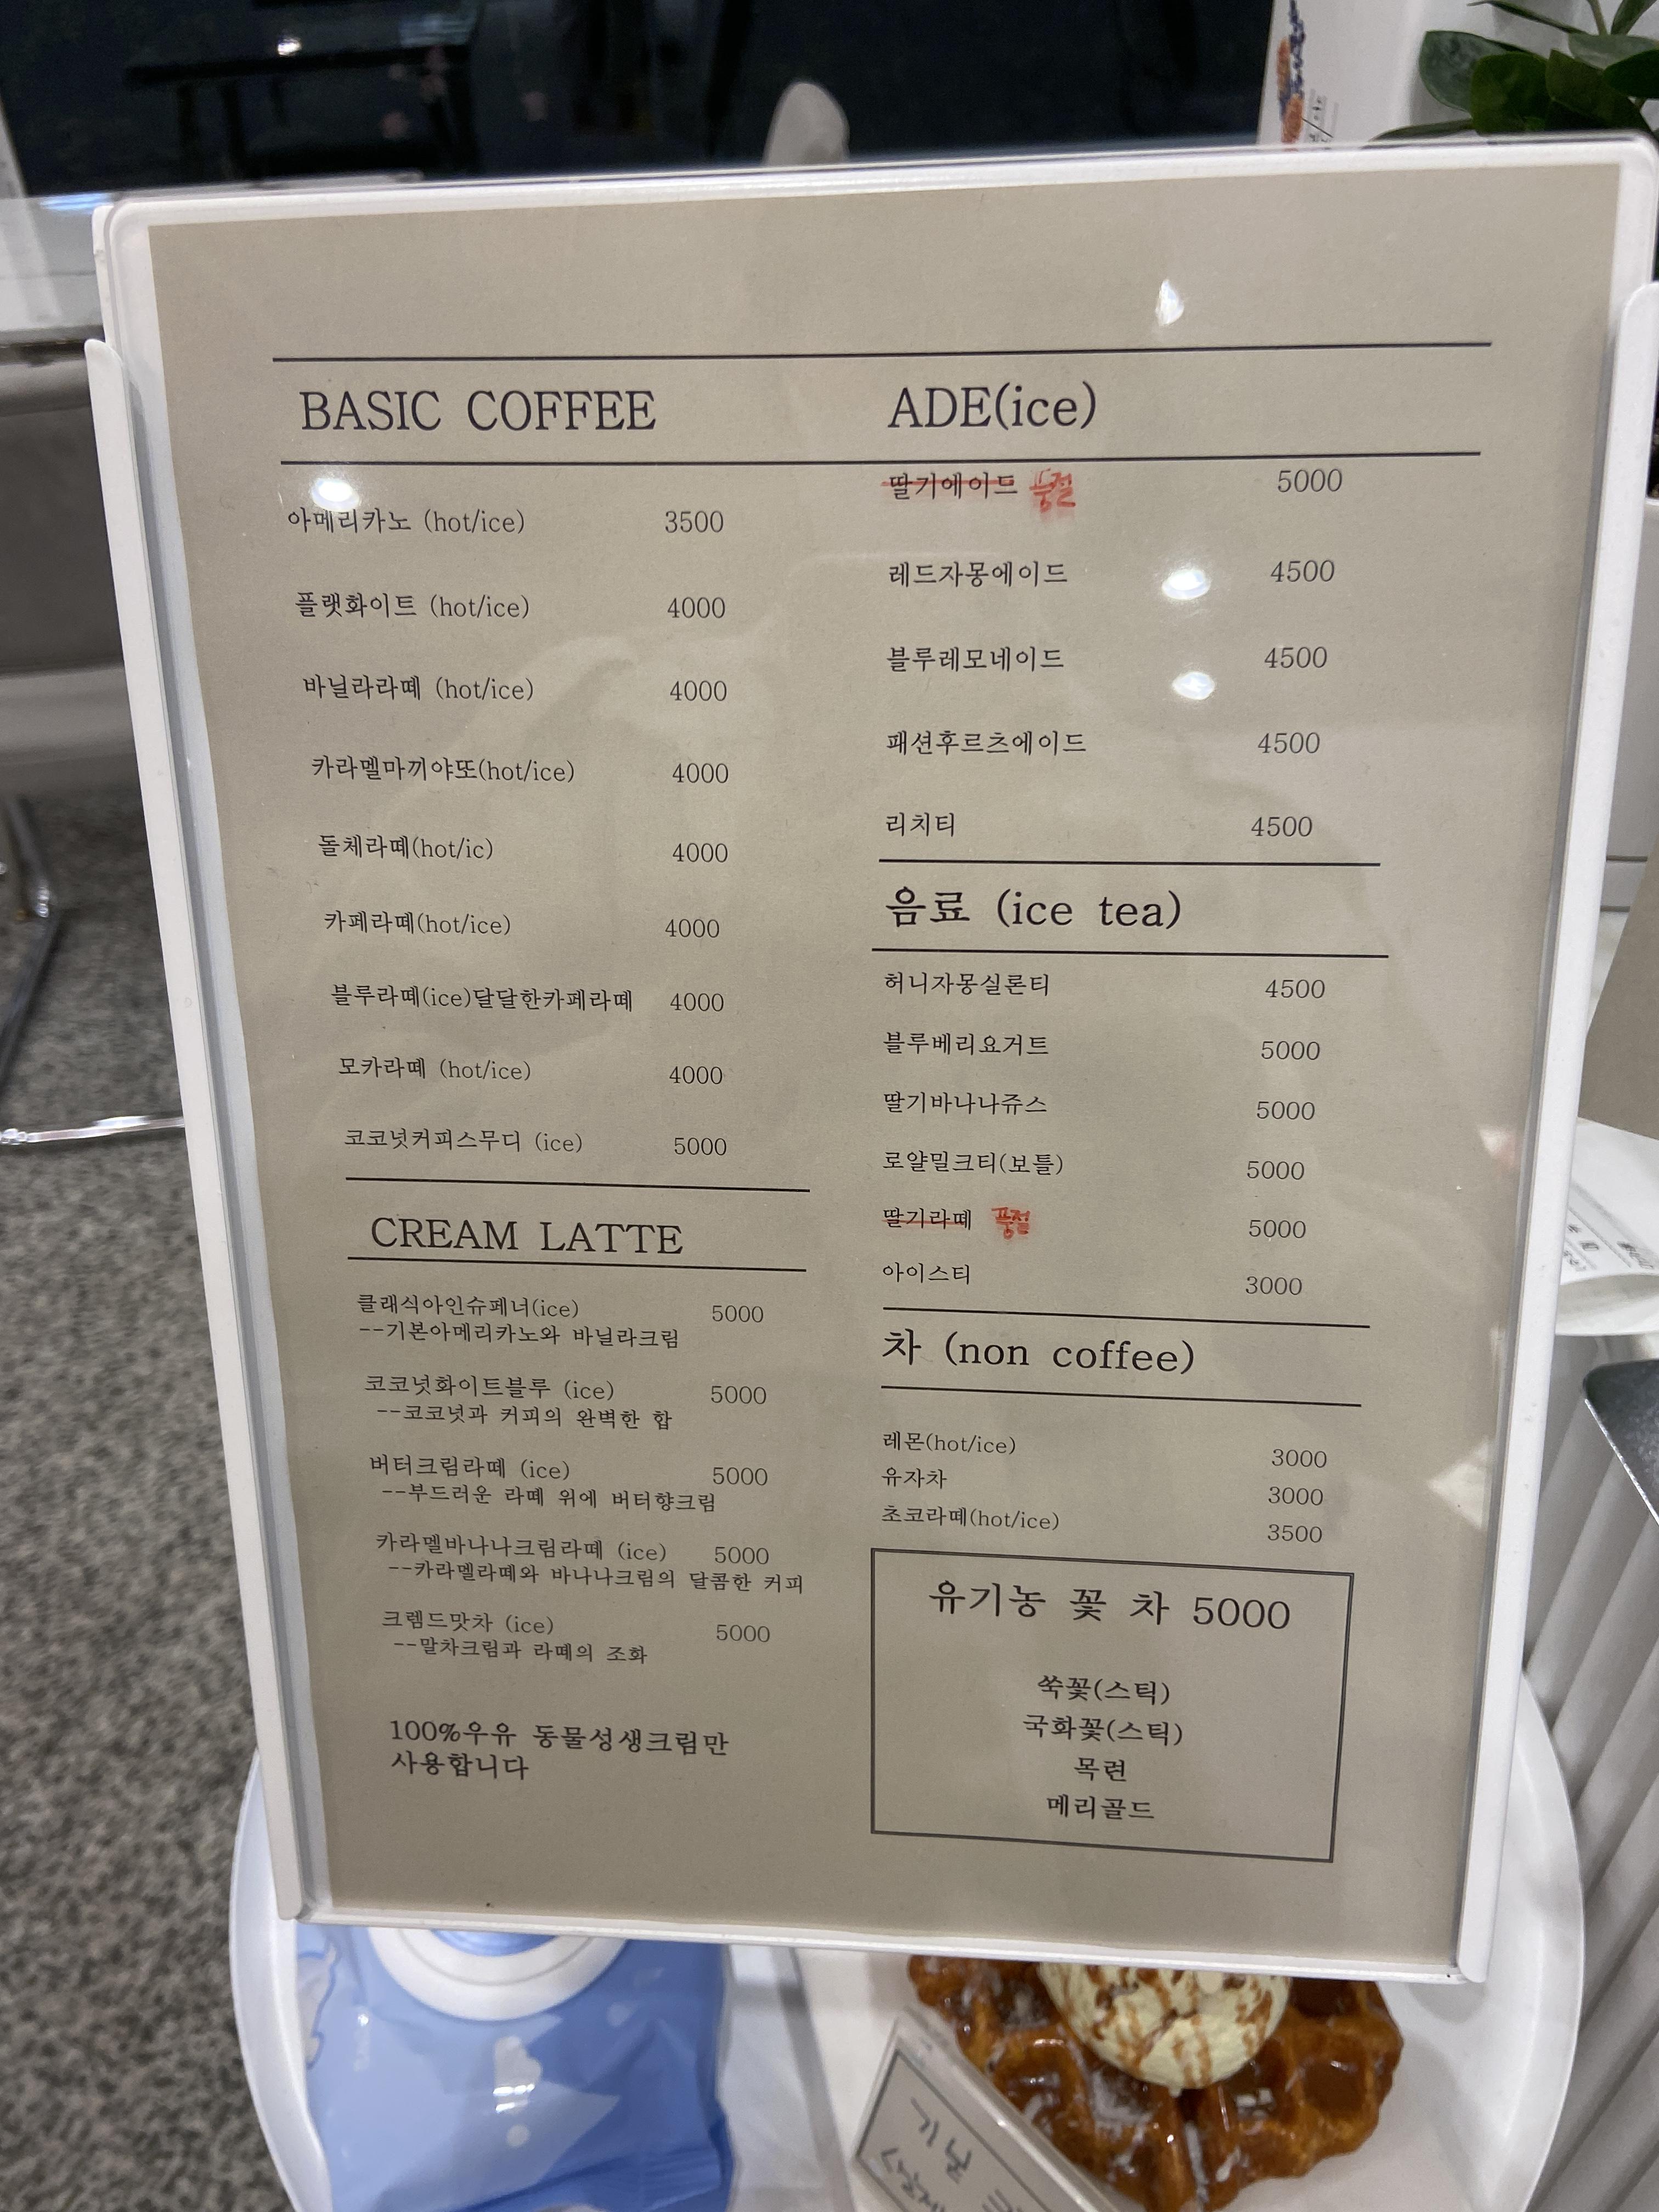 BASIC COFFEE
아메리카노 (hot/ice) 3500
플랫화이트 (hot/ice) 4000
바닐라라떼 (hot/ice) 4000
카라멜마끼야또(hot/ice) 4000
돌체라떼(hot/ic) 4000
카페라떼(hot/ice) 4000
블루라떼(ice)달달한카페라떼 4000
모카라떼 (hot/ice) 4000
코코넛커피스무디 (ice) 5000
CREAM LATTE
클래식아인슈페너(ice) 5000
--기본아메리카노와 바닐라크림
코코넛화이트블루 (ice) 5000
--코코넛과 커피의 완벽한 합
버터크림라떼 (ice) 5000
--부드러운 라떼 위에 버터향크림
카라멜바나나크림라떼 (ice) 5000
--카라멜라떼와 바나나크림의 달콤한 커피
크렘드맛차 (ice) 5000
--말차크림과 라떼의 조화
100%우유 동물성생크림만
사용합니다
ADE(ice)
딸기에이드 품절 5000
레드자몽에이드 4500
블루레모네이드 4500
패션후르츠에이드 4500
리치티 4500
음료 (ice tea)
허니자몽실론티 4500
블루베리요거트 5000
딸기바나나쥬스 5000
로얄밀크티(보틀) 5000
딸기라떼 품절 5000
아이스티 3000
차 (non coffee)
레몬(hot/ice) 3000
유자차 3000
초코라떼(hot/ice) 3500
유기농 꽃 차 5000
쑥꽃(스틱)
국화꽃(스틱)
목련
메리골드